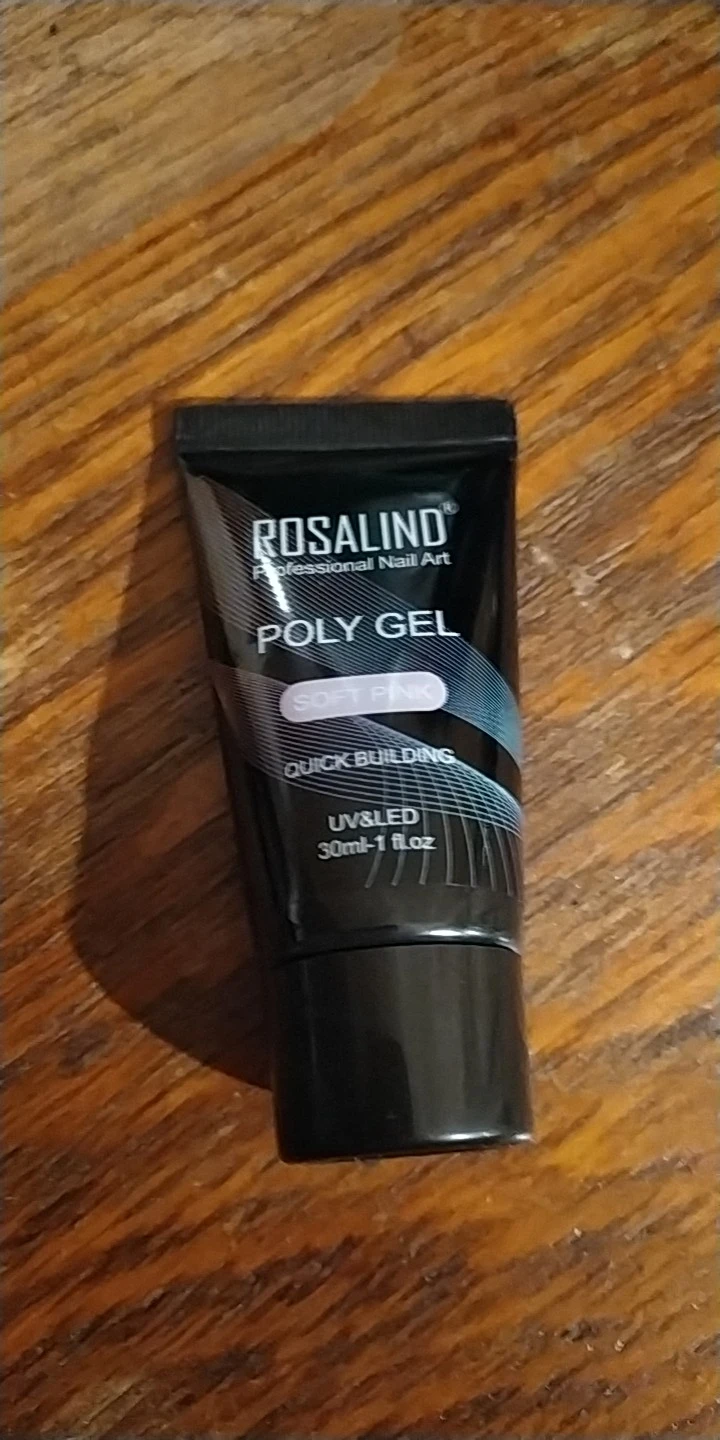 ROSALIND®
Professional Nail Art
POLY GEL
SOFT PINK
QUICK BUILDING
UV&LED
30ml-1 fl.oz